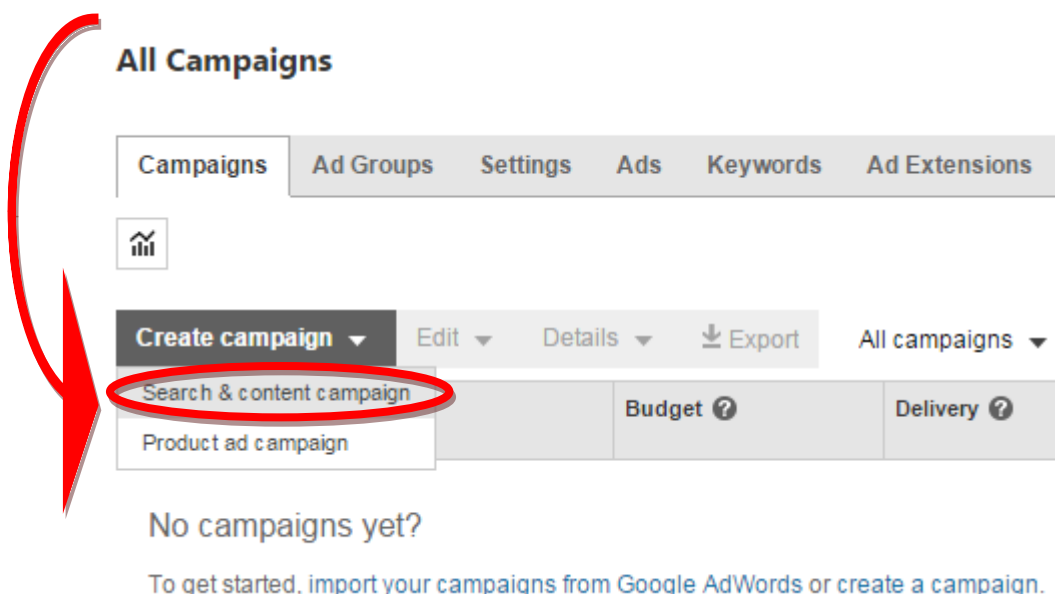 All Campaigns
Campaigns Ad Groups Settings Ads Keywords Ad Extensions
Create campaign Edit Details Export All campaigns
Search & content campaign
Budget Delivery
Product ad campaign
No campaigns yet?
To get started, import your campaigns from Google AdWords or create a campaign.